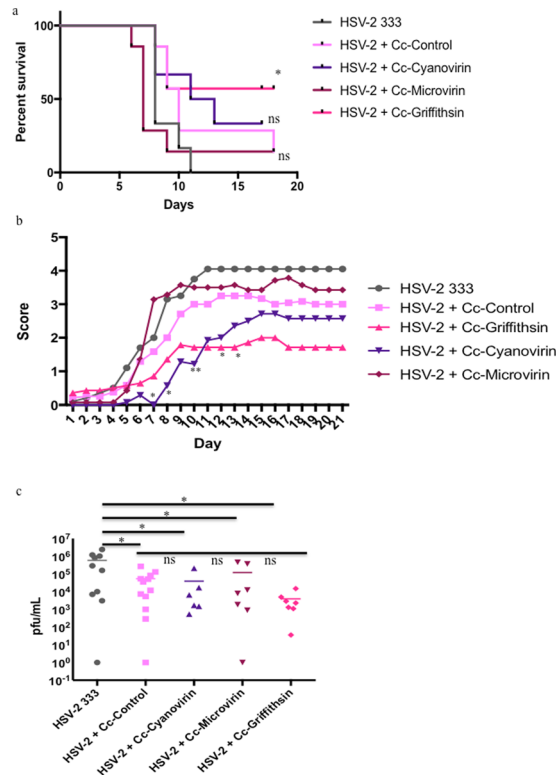 a
100
50
0
Percent survival
0 5 10 15 20
Days
*
ns
ns
HSV-2 333
HSV-2 + Cc-Control
HSV-2 + Cc-Cyanovirin
HSV-2 + Cc-Microvirin
HSV-2 + Cc-Griffithsin
b
5
4
3
2
1
0
Score
* * ** * *
1 2 3 4 5 6 7 8 9 10 11 12 13 14 15 16 17 18 19 20 21
Day
HSV-2 333
HSV-2 + Cc-Control
HSV-2 + Cc-Griffithsin
HSV-2 + Cc-Cyanovirin
HSV-2 + Cc-Microvirin
c
*
*
*
*
ns ns ns
10⁷
10⁶
10⁵
10⁴
10³
10²
10¹
10⁰
10⁻¹
pfu/mL
HSV-2 333
HSV-2 + Cc-Control
HSV-2 + Cc-Cyanovirin
HSV-2 + Cc-Microvirin
HSV-2 + Cc-Griffithsin